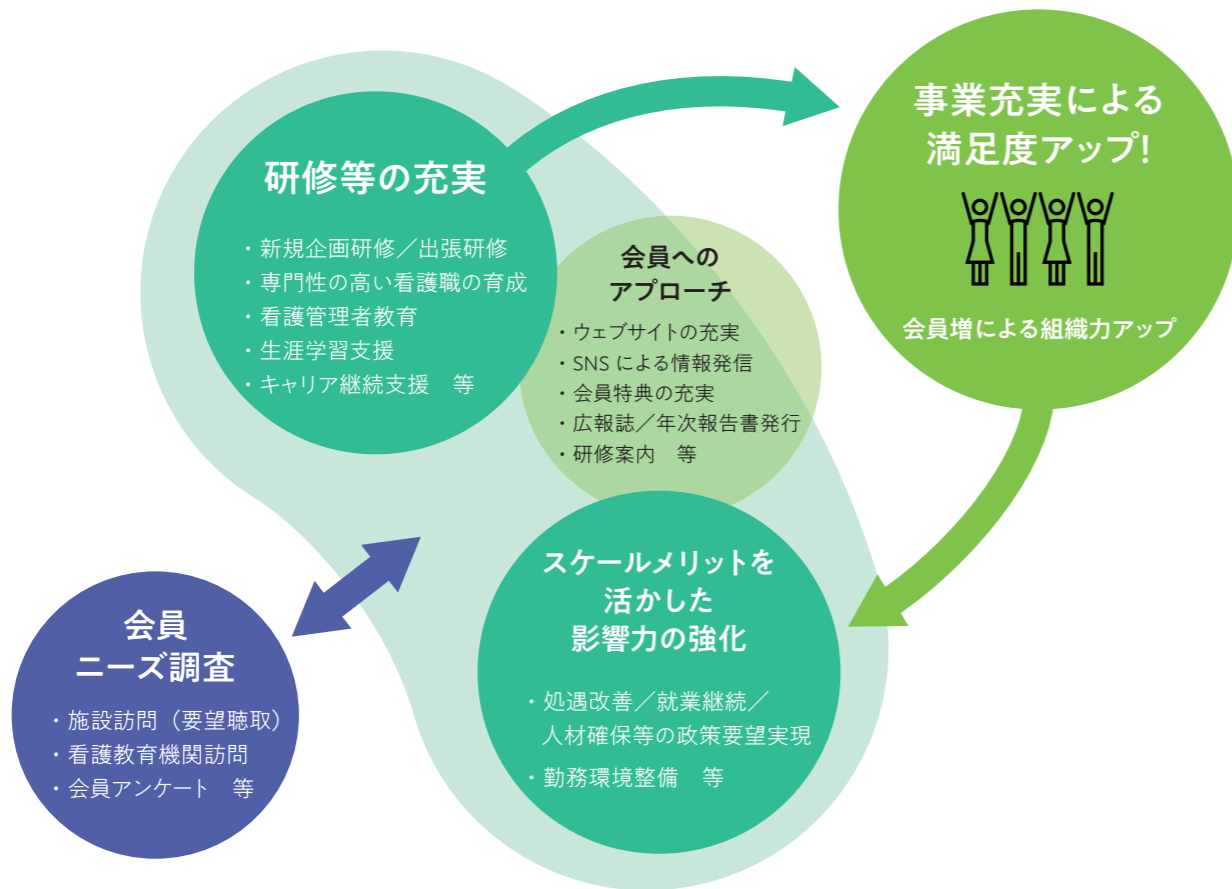 研修等の充実
・新規企画研修／出張研修
・専門性の高い看護職の育成
・看護管理者教育
・生涯学習支援
・キャリア継続支援　等
事業充実による
満足度アップ!
会員増による組織力アップ
会員への
アプローチ
・ウェブサイトの充実
・SNS による情報発信
・会員特典の充実
・広報誌／年次報告書発行
・研修案内　等
スケールメリットを
活かした
影響力の強化
・処遇改善／就業継続／
人材確保等の政策要望実現
・勤務環境整備　等
会員
ニーズ調査
・施設訪問（要望聴取）
・看護教育機関訪問
・会員アンケート　等